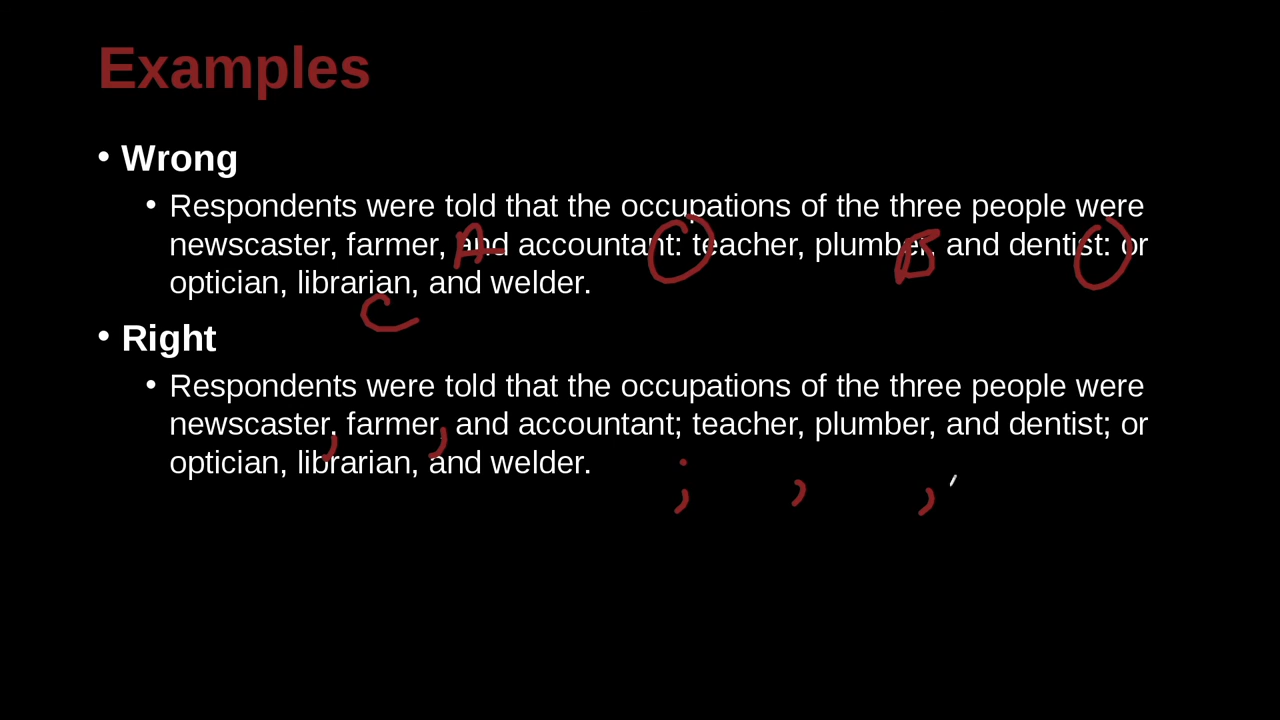 Examples
• Wrong
• Respondents were told that the occupations of the three people were
newscaster, farmer, and accountant: teacher, plumber, and dentist: or
A B
optician, librarian, and welder.
C
• Right
• Respondents were told that the occupations of the three people were
newscaster, farmer, and accountant; teacher, plumber, and dentist; or
optician, librarian, and welder.
, , ; , ,